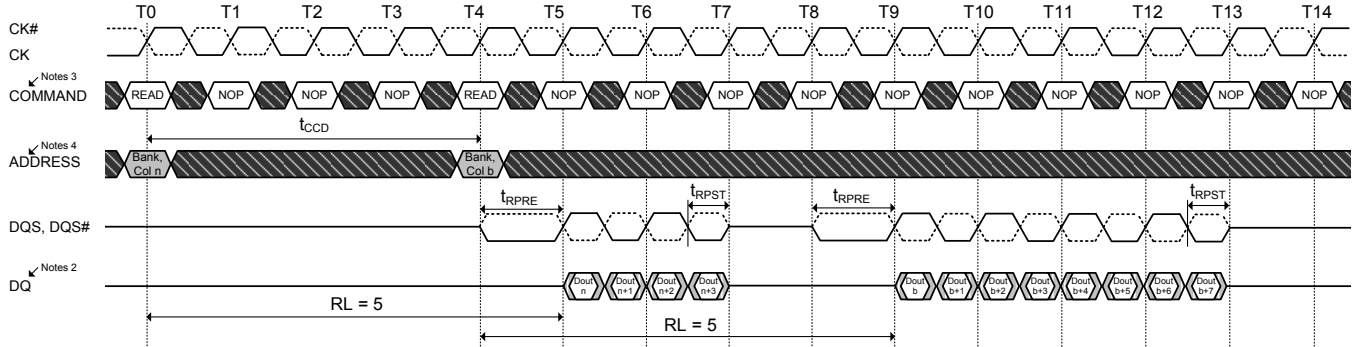 T0 T1 T2 T3 T4 T5 T6 T7 T8 T9 T10 T11 T12 T13 T14
CK#
CK
Notes 3
COMMAND READ NOP NOP NOP READ NOP NOP NOP NOP NOP NOP NOP NOP NOP NOP
tCCD
Notes 4
ADDRESS Bank, Col n Bank, Col b
tRPRE tRPST tRPRE tRPST
DQS, DQS#
Notes 2
DQ Dout n Dout n+1 Dout n+2 Dout n+3 Dout b Dout b+1 Dout b+2 Dout b+3 Dout b+4 Dout b+5 Dout b+6 Dout b+7
RL = 5
RL = 5